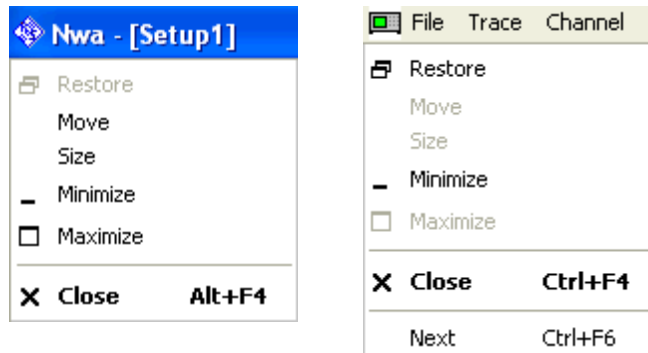 Nwa - [Setup1]
Restore
Move
Size
Minimize
Maximize
Close Alt+F4
File Trace Channel
Restore
Move
Size
Minimize
Maximize
Close Ctrl+F4
Next Ctrl+F6